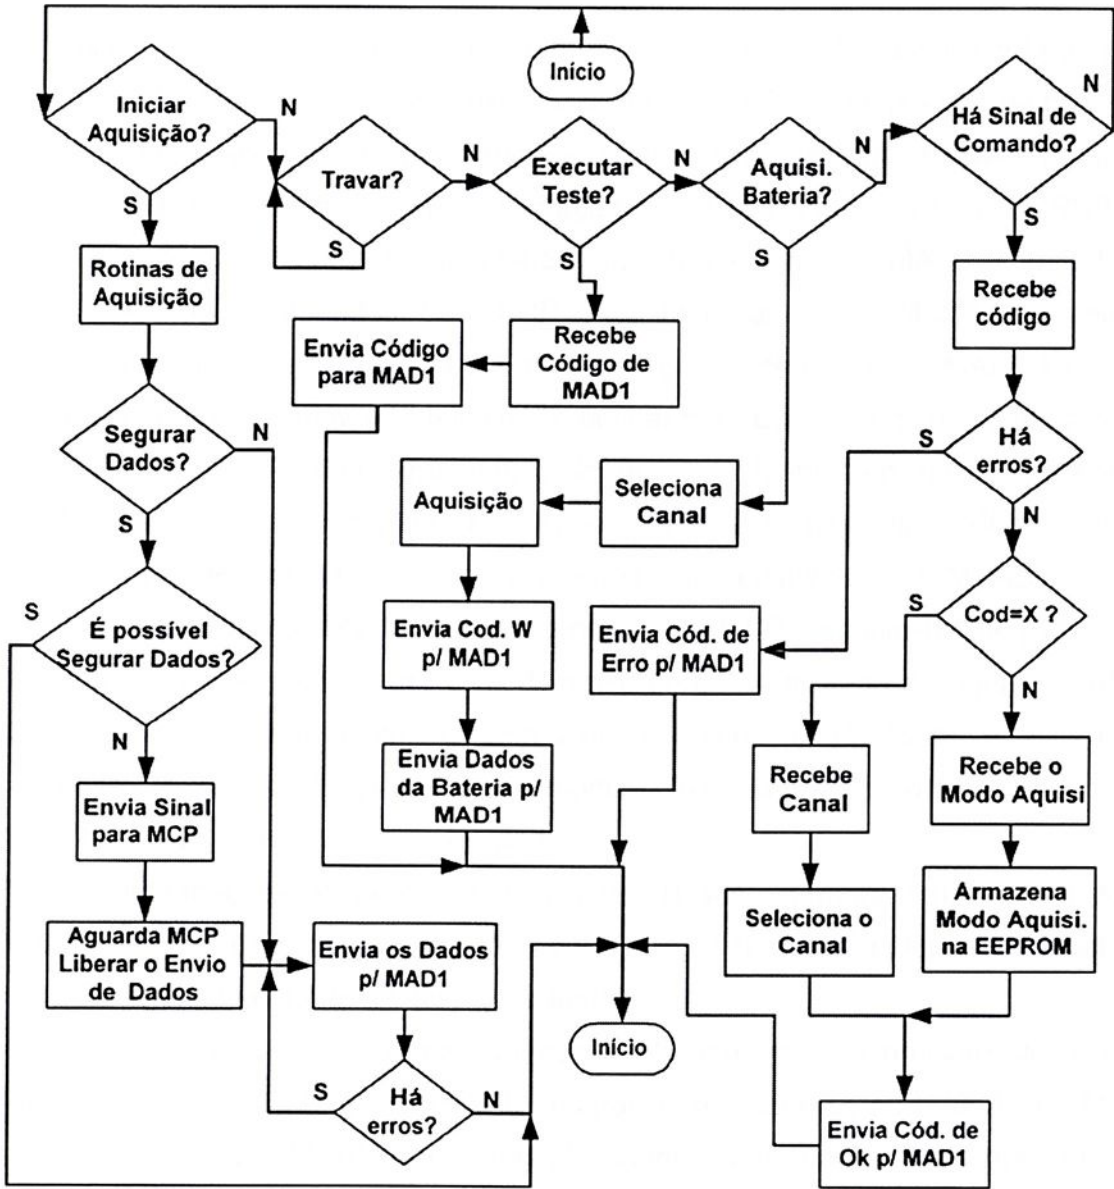 Início
Iniciar
Aquisição?
N
S
Travar?
N
S
Executar
Teste?
N
S
Aquisi.
Bateria?
N
S
Há Sinal de
Comando?
N
S
Rotinas de
Aquisição
Envia Código
para MAD1
Recebe
Código de
MAD1
Recebe
código
Segurar
Dados?
N
S
Aquisição
Seleciona
Canal
Há
erros?
S
N
É possível
Segurar Dados?
S
N
Envia Cod. W
p/ MAD1
Envia Cód. de
Erro p/ MAD1
Cod=X ?
S
N
Envia Dados
da Bateria p/
MAD1
Recebe
Canal
Recebe o
Modo Aquisi
Envia Sinal
para MCP
Seleciona o
Canal
Armazena
Modo Aquisi.
na EEPROM
Aguarda MCP
Liberar o Envio
de Dados
Envia os Dados
p/ MAD1
Início
Há
erros?
S
N
Envia Cód. de
Ok p/ MAD1